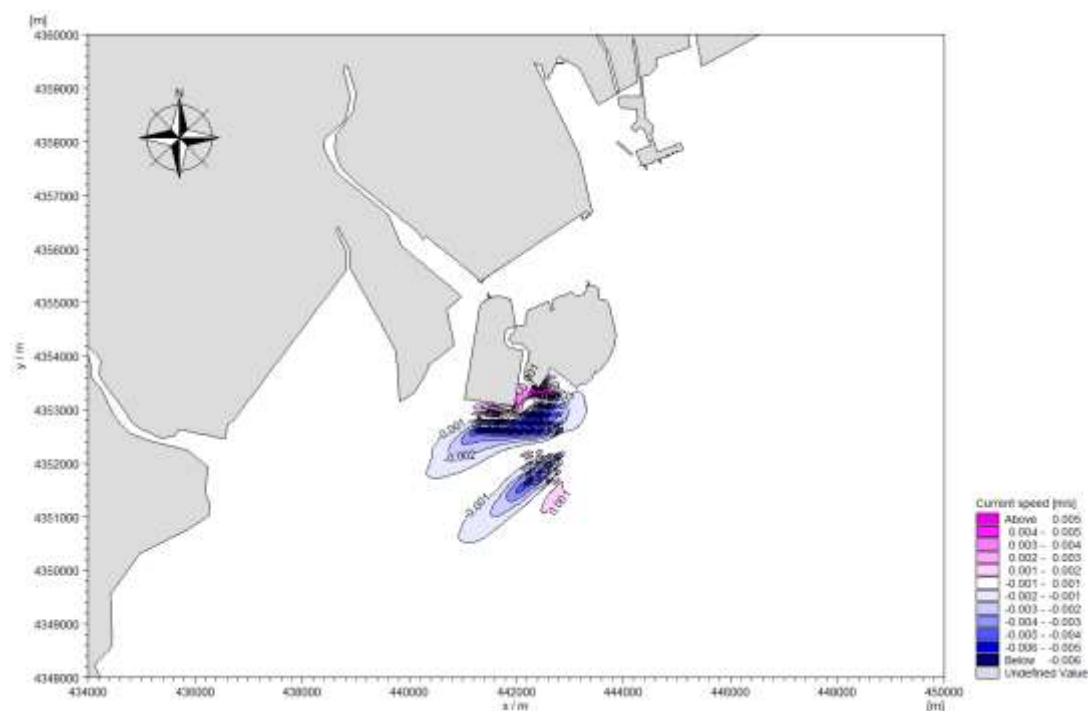 [m]
4360000
N
4359000
4358000
4357000
4356000
4355000
4354000
4353000
4352000
4351000
4350000
4349000
4348000
y / m
0.001
-0.001
-0.002
-0.001
0.001
434000 436000 438000 440000 442000 444000 446000 448000 450000
x / m
[m]
Current speed [m/s]
Above 0.005
0.004 - 0.005
0.003 - 0.004
0.002 - 0.003
0.001 - 0.002
-0.001 - 0.001
-0.002 - -0.001
-0.003 - -0.002
-0.004 - -0.003
-0.005 - -0.004
-0.006 - -0.005
Below -0.006
Undefined Value